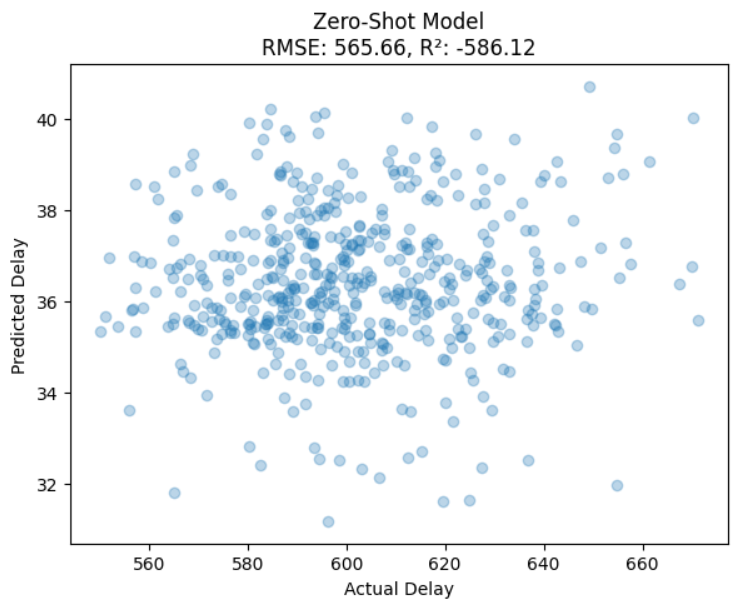 Zero-Shot Model
RMSE: 565.66, R²: -586.12
Predicted Delay
40
38
36
34
32
560 580 600 620 640 660
Actual Delay